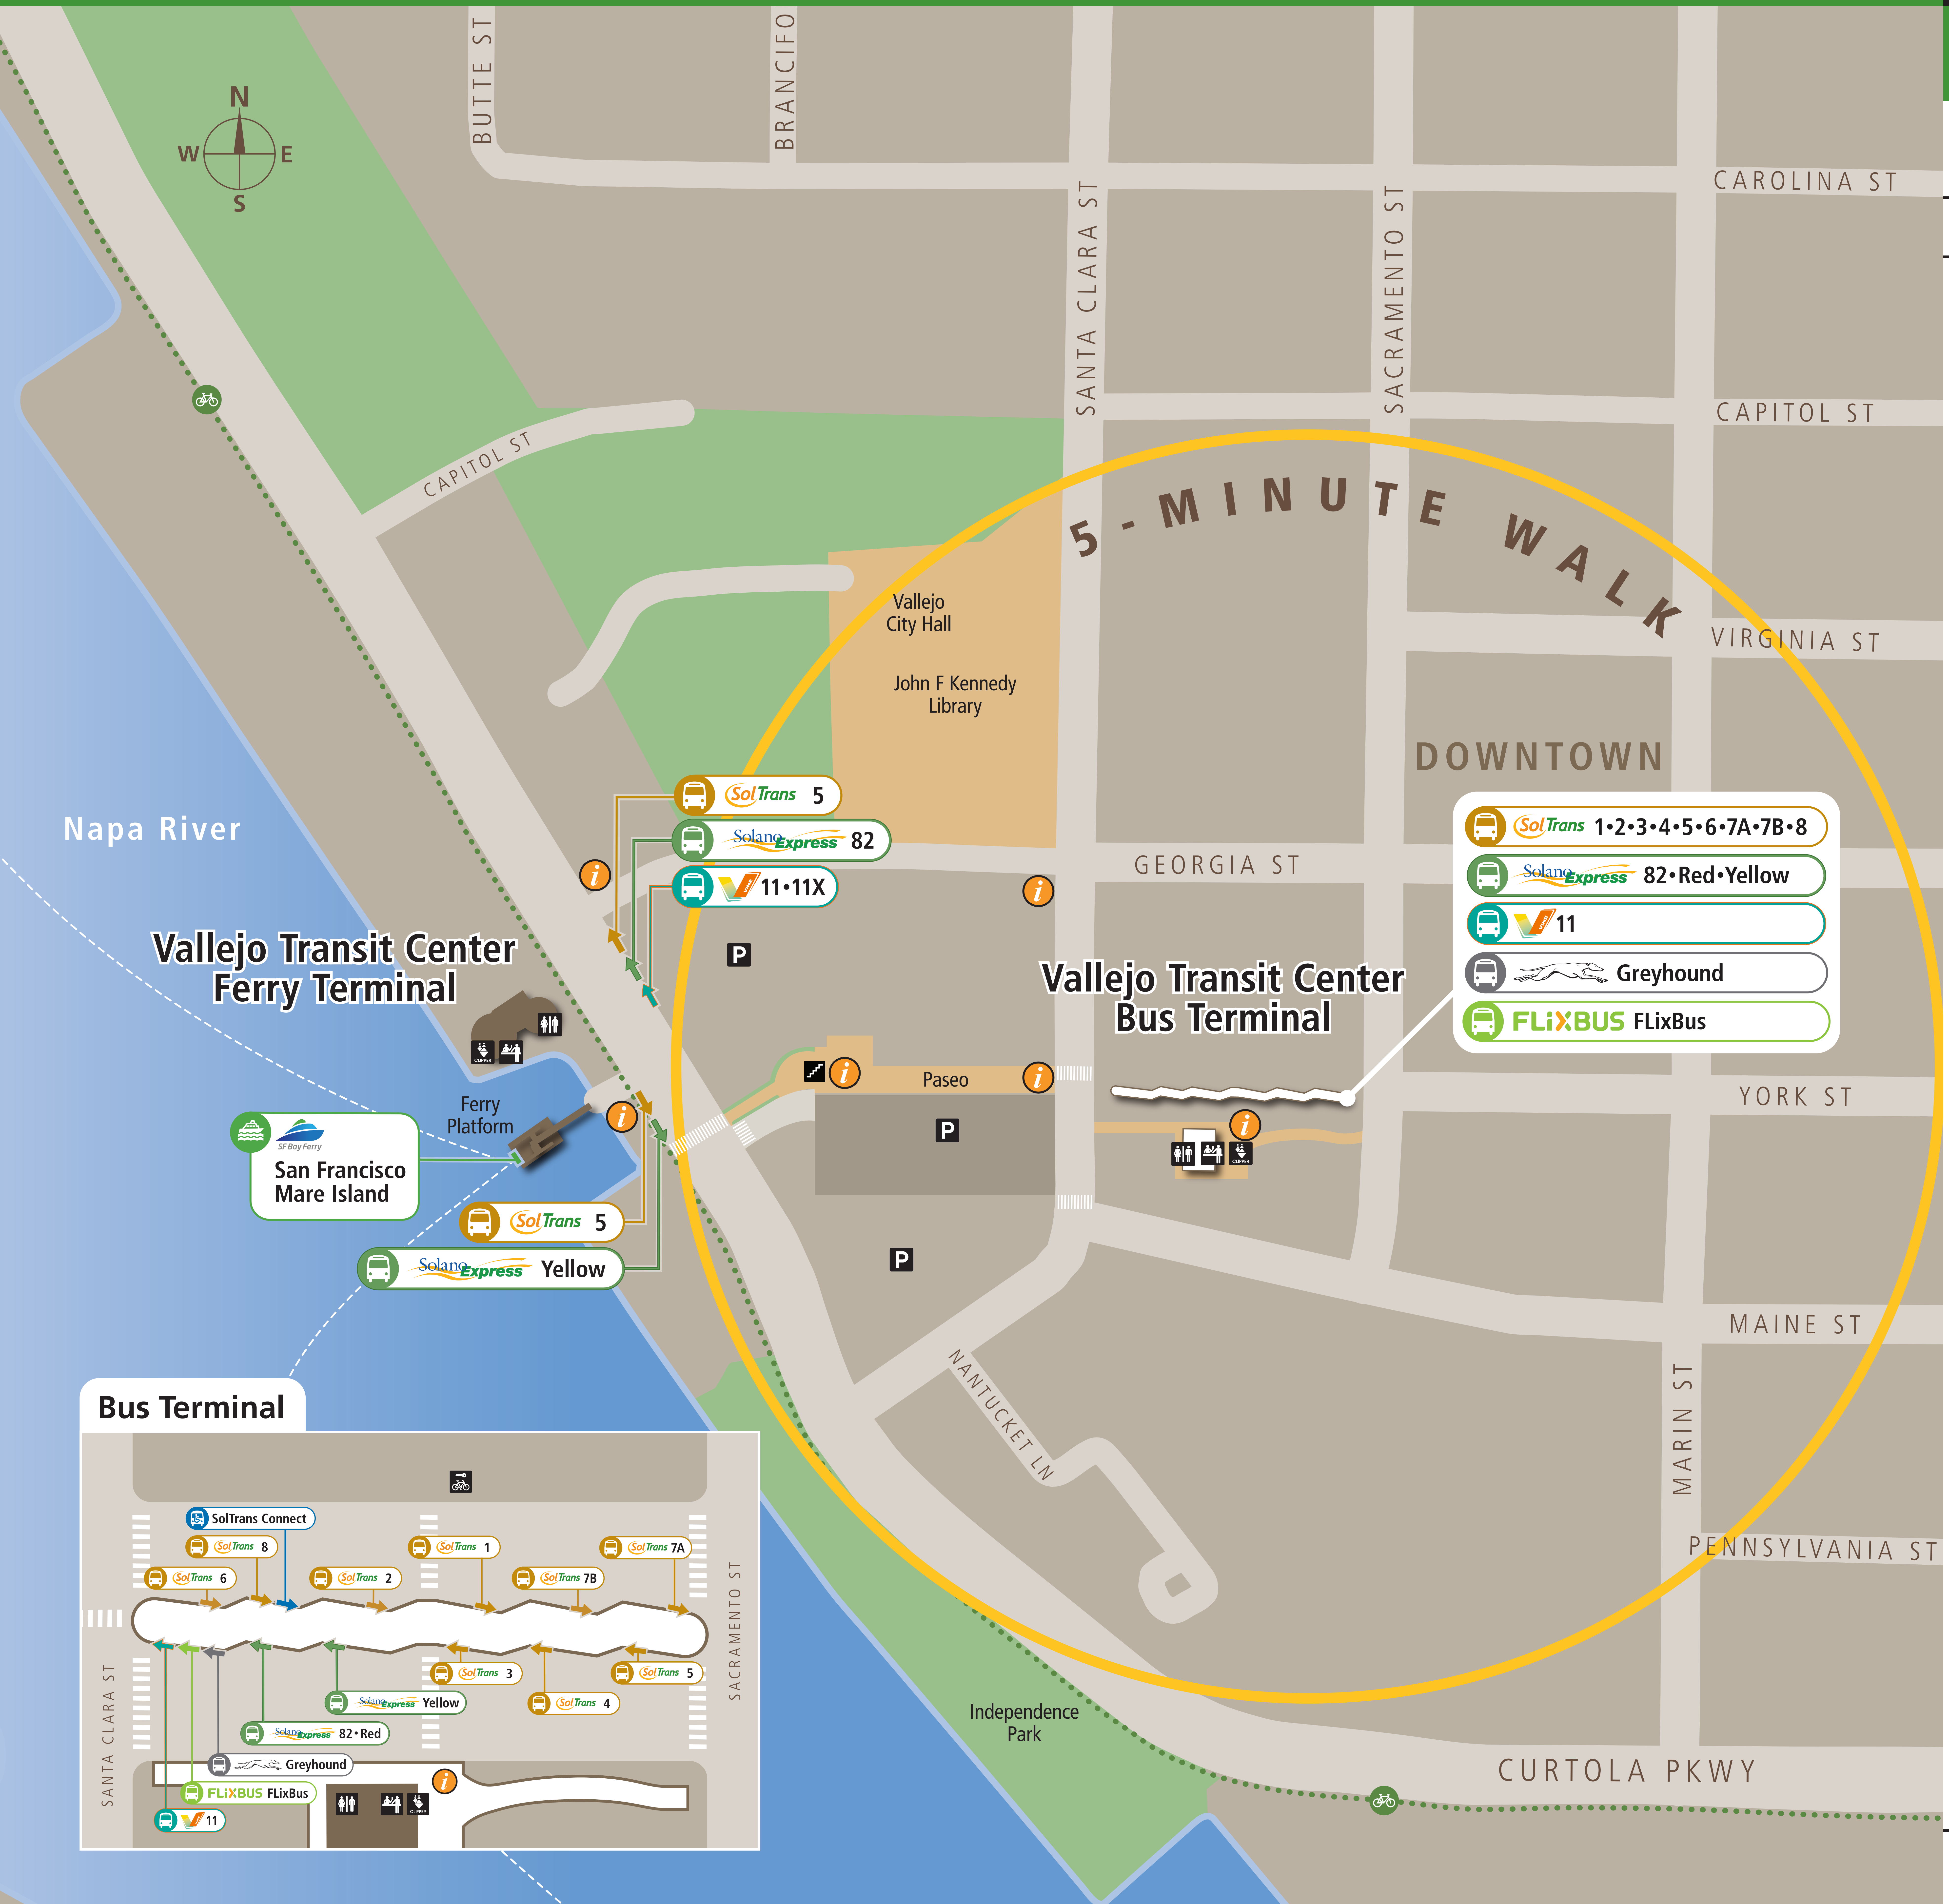 BUTTE ST
BRANCIFO
N
W E
S
CAROLINA ST
SANTA CLARA ST
SACRAMENTO ST
CAPITOL ST
CAPITOL ST
5-MINUTE WALK
Vallejo
City Hall
VIRGINIA ST
John F Kennedy
Library
DOWNTOWN
SolTrans 5
Solano Express 82
V 11•11X
Napa River
GEORGIA ST
SolTrans 1•2•3•4•5•6•7A•7B•8
Solano Express 82•Red•Yellow
V 11
Greyhound
FLiXBUS FLixBus
i
i
P
Vallejo Transit Center
Ferry Terminal
Vallejo Transit Center
Bus Terminal
CLIPPER
i
Paseo
i
YORK ST
Ferry
Platform
i
P
i
CLIPPER
SF Bay Ferry
San Francisco
Mare Island
SolTrans 5
Solano Express Yellow
P
MAINE ST
NANTUCKET LN
MARIN ST
PENNSYLVANIA ST
Independence
Park
CURTOLA PKWY
Bus Terminal
SolTrans Connect
SolTrans 8
SolTrans 1
SolTrans 7A
SolTrans 6
SolTrans 2
SolTrans 7B
SACRAMENTO ST
SANTA CLARA ST
SolTrans 3
SolTrans 5
Solano Express Yellow
SolTrans 4
Solano Express 82•Red
Greyhound
i
FLiXBUS FLixBus
CLIPPER
V 11